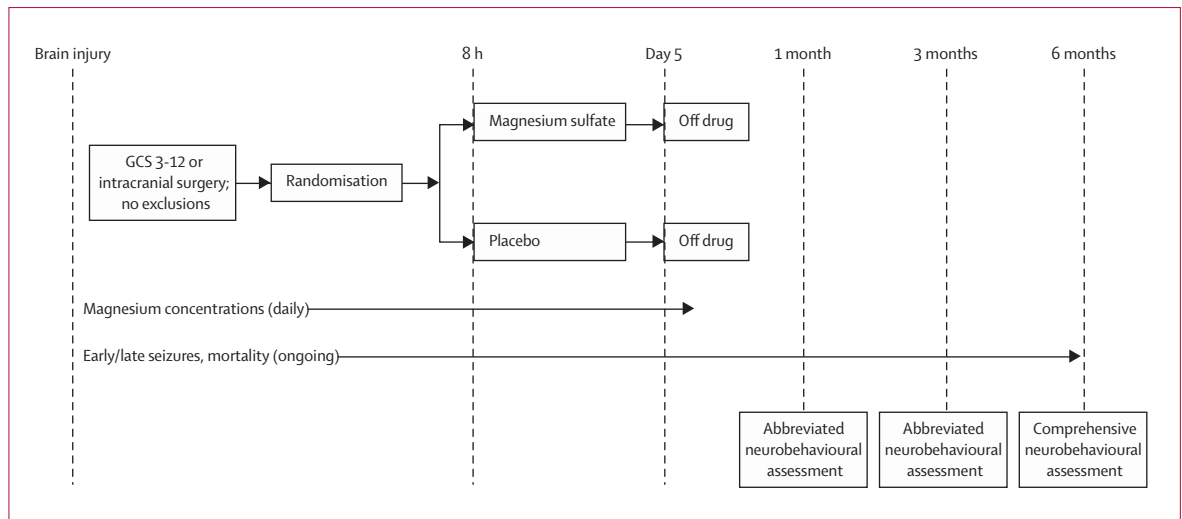 Brain injury
8 h
Day 5
1 month
3 months
6 months
Magnesium sulfate
Off drug
GCS 3-12 or
intracranial surgery;
no exclusions
Randomisation
Placebo
Off drug
Magnesium concentrations (daily)
Early/late seizures, mortality (ongoing)
Abbreviated
neurobehavioural
assessment
Abbreviated
neurobehavioural
assessment
Comprehensive
neurobehavioural
assessment